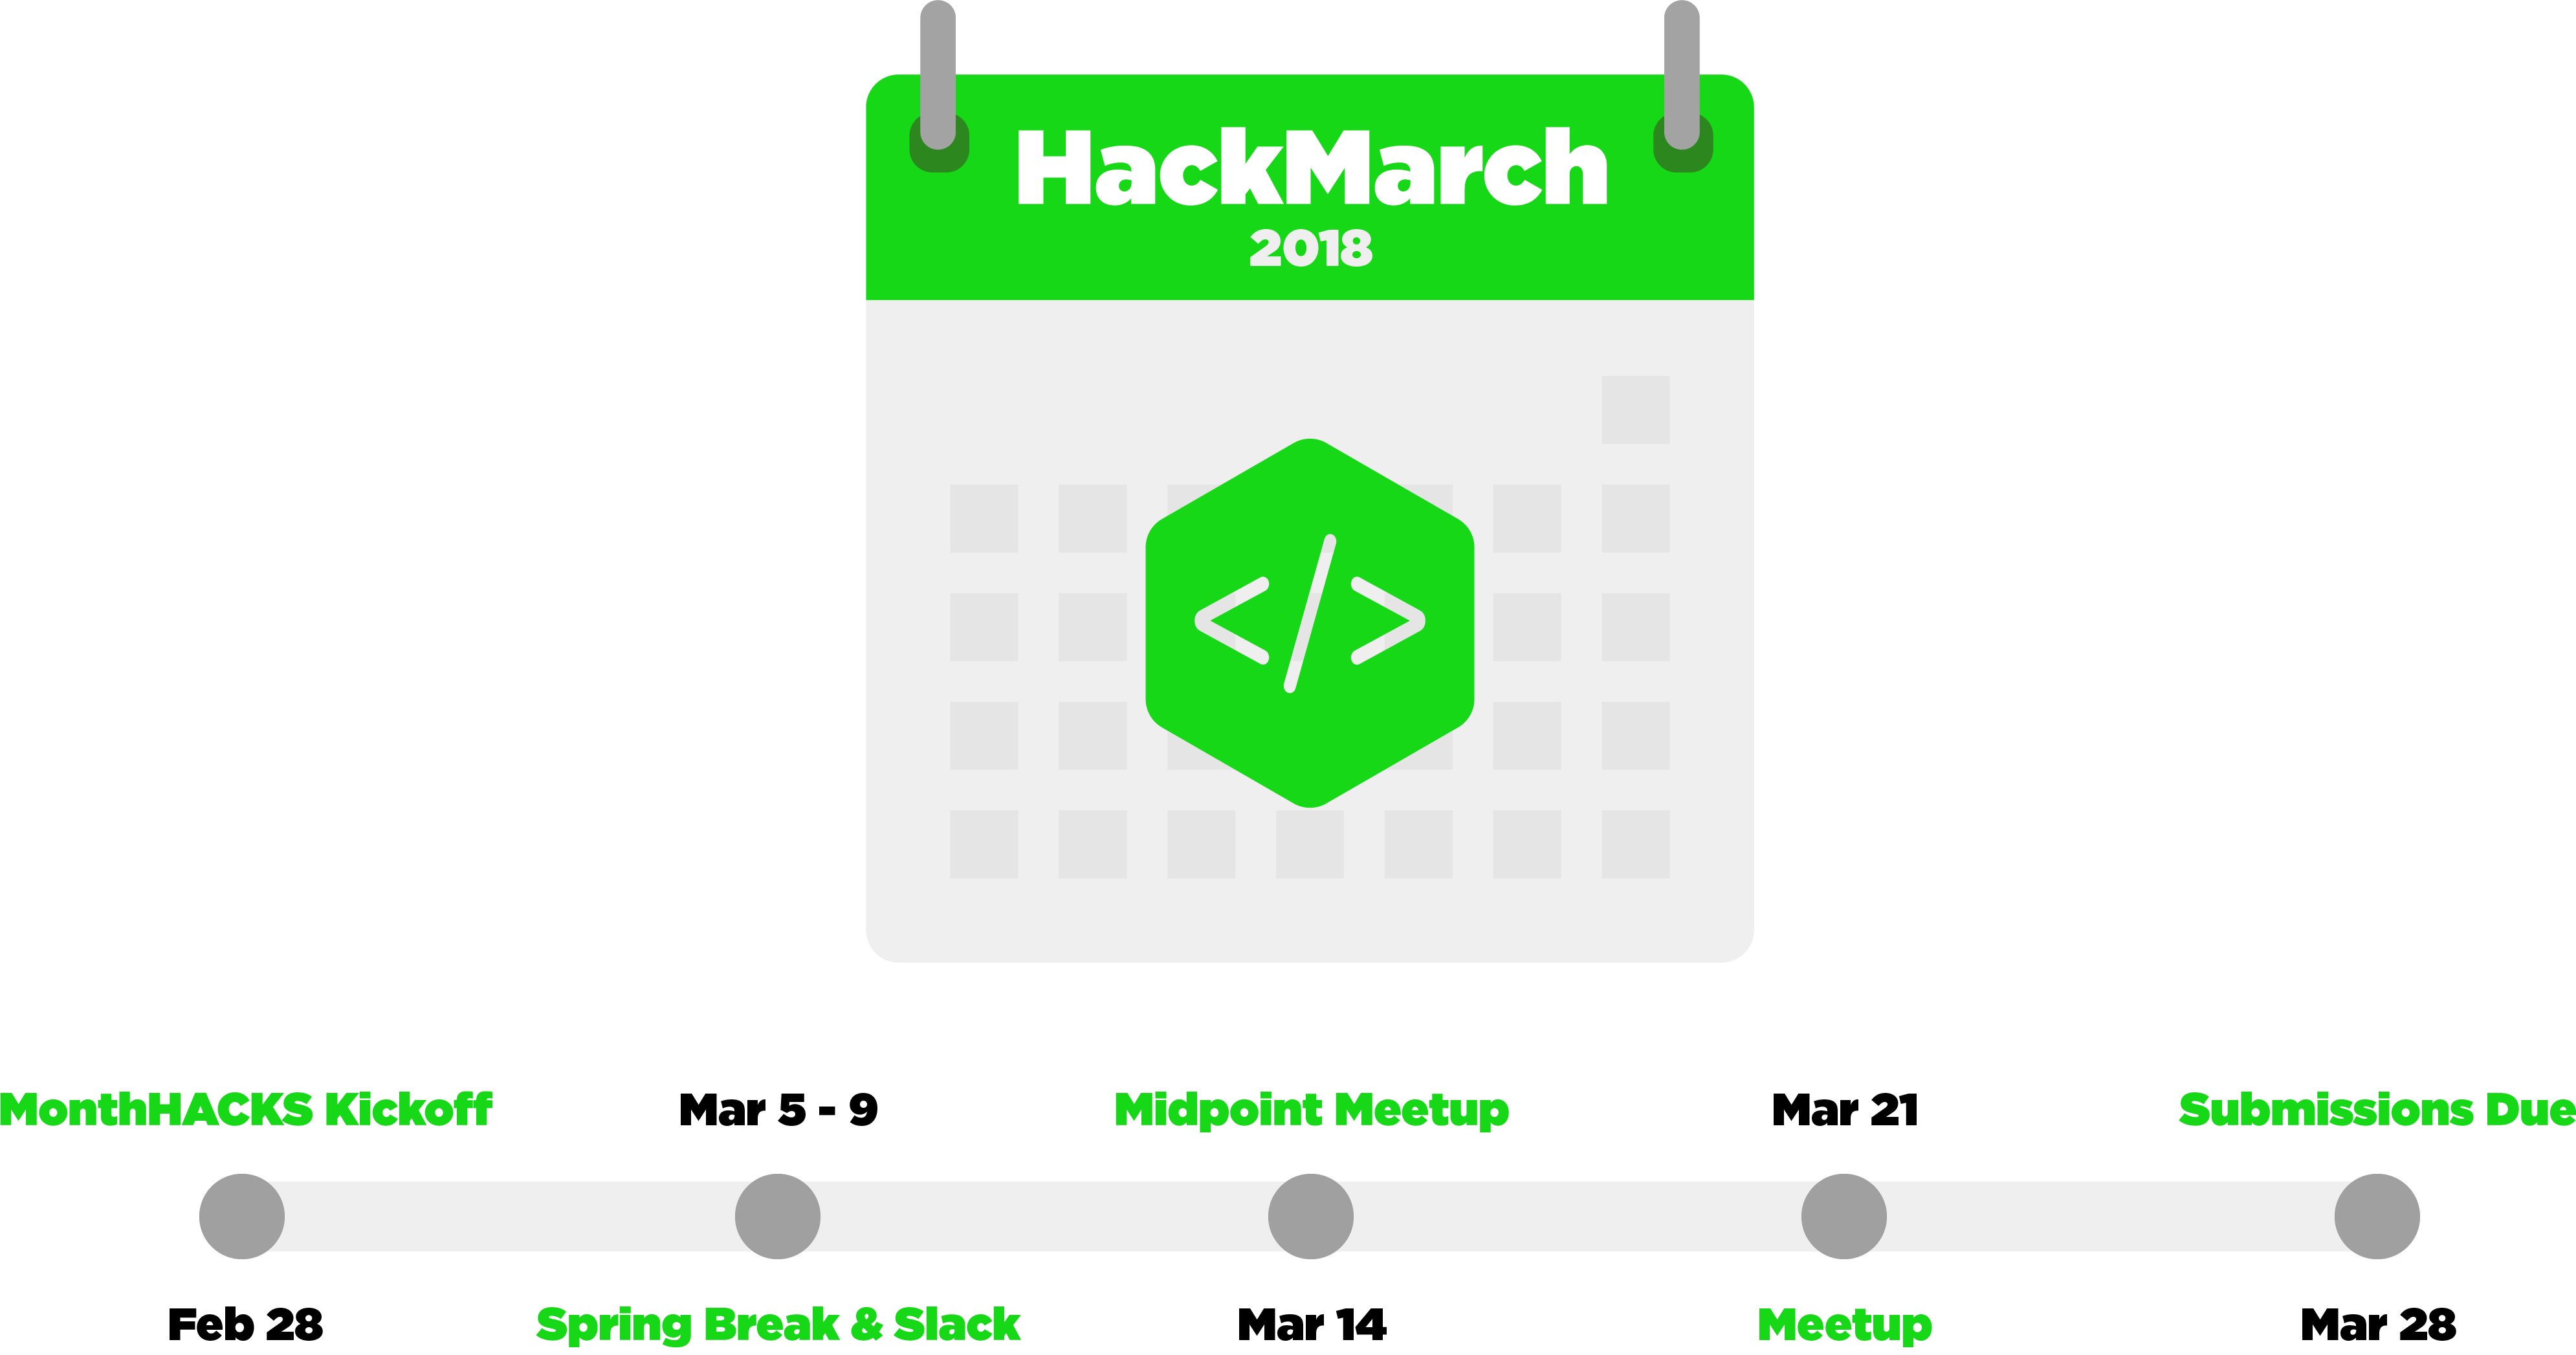 HackMarch
2018
</>
MonthHACKS Kickoff
Mar 5 - 9
Midpoint Meetup
Mar 21
Submissions Due
Feb 28
Spring Break & Slack
Mar 14
Meetup
Mar 28